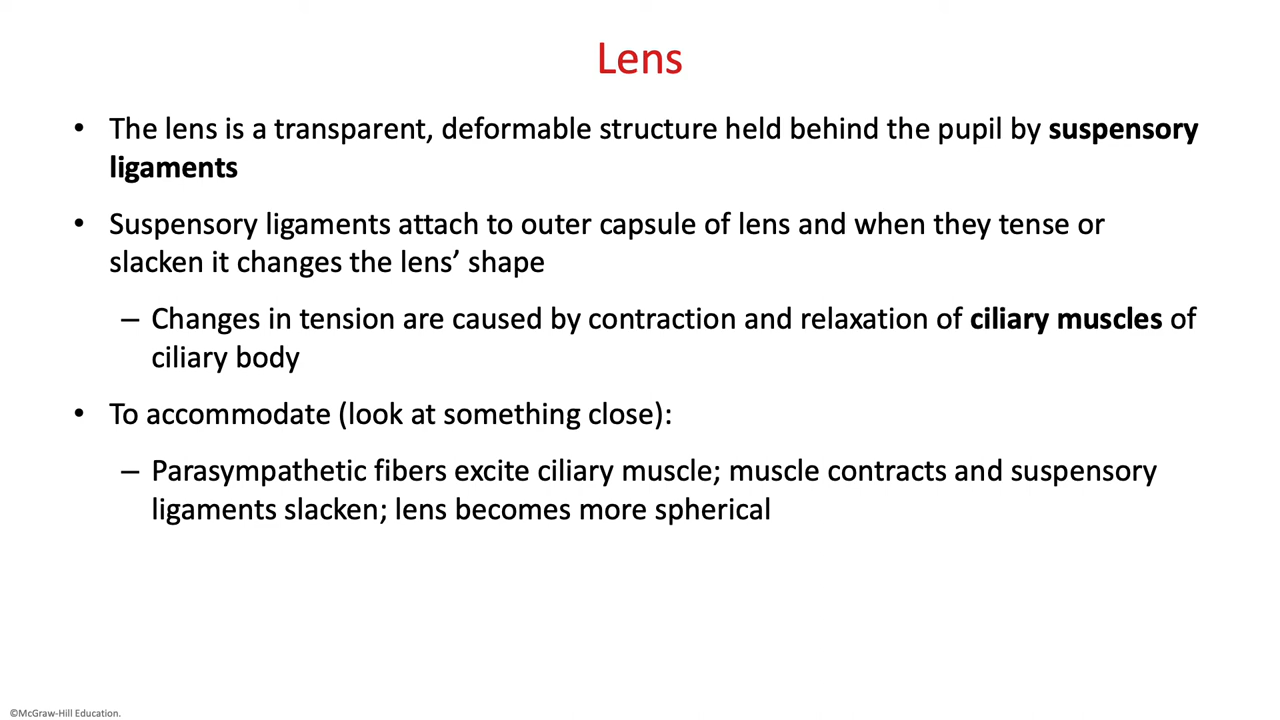 Lens
• The lens is a transparent, deformable structure held behind the pupil by suspensory
ligaments
• Suspensory ligaments attach to outer capsule of lens and when they tense or
slacken it changes the lens’ shape
– Changes in tension are caused by contraction and relaxation of ciliary muscles of
ciliary body
• To accommodate (look at something close):
– Parasympathetic fibers excite ciliary muscle; muscle contracts and suspensory
ligaments slacken; lens becomes more spherical
©McGraw-Hill Education.